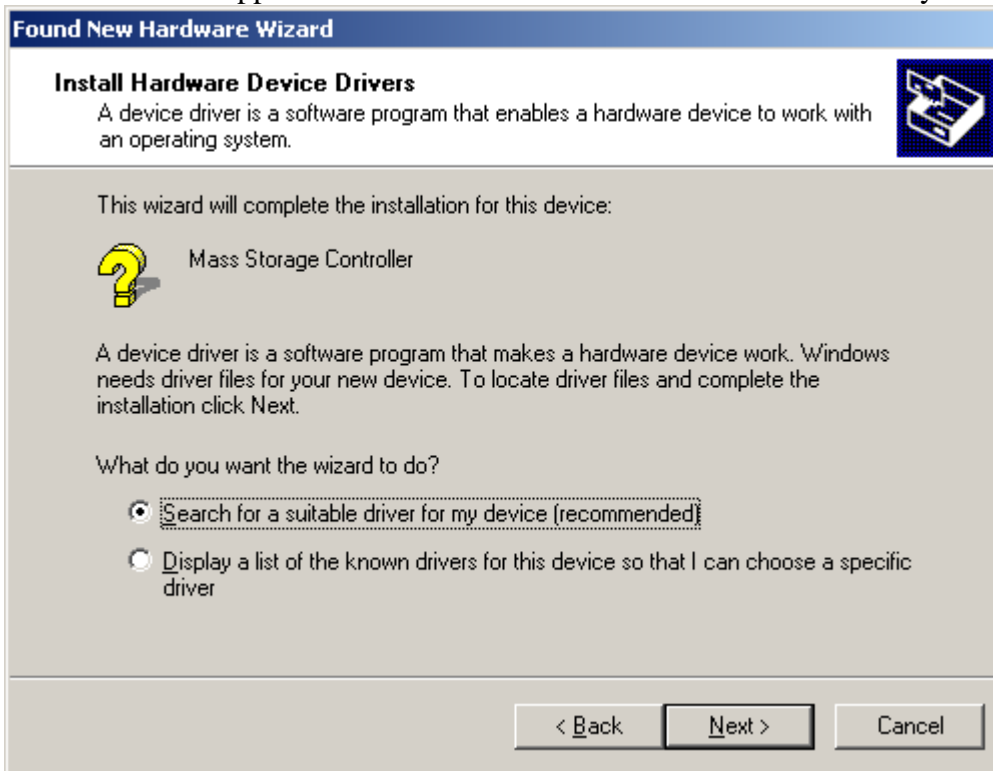 Found New Hardware Wizard
Install Hardware Device Drivers
A device driver is a software program that enables a hardware device to work with
an operating system.
This wizard will complete the installation for this device:
Mass Storage Controller
A device driver is a software program that makes a hardware device work. Windows
needs driver files for your new device. To locate driver files and complete the
installation click Next.
What do you want the wizard to do?
Search for a suitable driver for my device (recommended)
Display a list of the known drivers for this device so that I can choose a specific
driver
< Back Next > Cancel